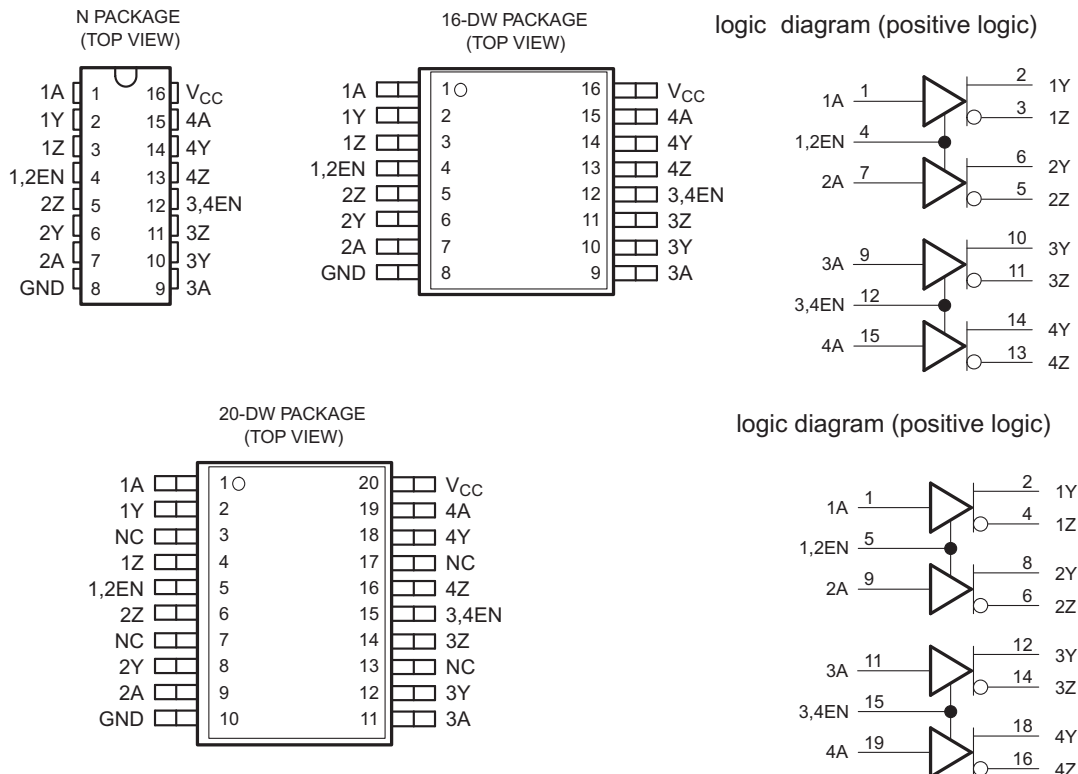 N PACKAGE
(TOP VIEW)
1A 1 16 VCC
1Y 2 15 4A
1Z 3 14 4Y
1,2EN 4 13 4Z
2Z 5 12 3,4EN
2Y 6 11 3Z
2A 7 10 3Y
GND 8 9 3A
16-DW PACKAGE
(TOP VIEW)
1A 1 16 VCC
1Y 2 15 4A
1Z 3 14 4Y
1,2EN 4 13 4Z
2Z 5 12 3,4EN
2Y 6 11 3Z
2A 7 10 3Y
GND 8 9 3A
logic diagram (positive logic)
1A 1 2 1Y
3 1Z
1,2EN 4
2A 7 6 2Y
5 2Z
3A 9 10 3Y
11 3Z
3,4EN 12
4A 15 14 4Y
13 4Z
20-DW PACKAGE
(TOP VIEW)
1A 1 20 VCC
1Y 2 19 4A
NC 3 18 4Y
1Z 4 17 NC
1,2EN 5 16 4Z
2Z 6 15 3,4EN
NC 7 14 3Z
2Y 8 13 NC
2A 9 12 3Y
GND 10 11 3A
logic diagram (positive logic)
1A 1 2 1Y
4 1Z
1,2EN 5
2A 9 8 2Y
6 2Z
3A 11 12 3Y
14 3Z
3,4EN 15
4A 19 18 4Y
16 4Z